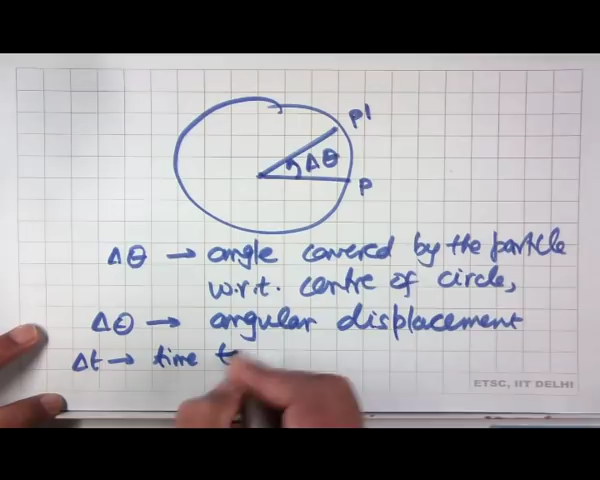 P'
Δθ
P
Δθ → angle covered by the particle
w.r.t. centre of circle,
Δθ → angular displacement
Δt → time t
ETSC, IIT DELHI